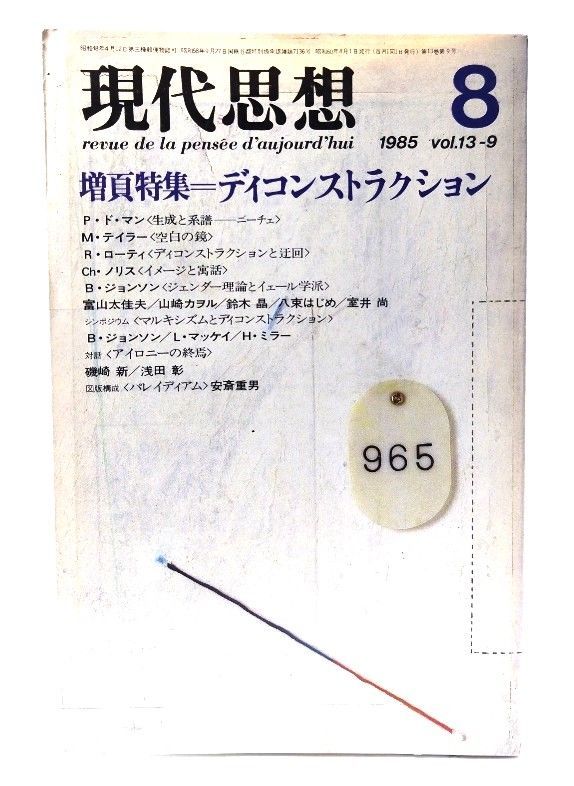 現代思想
8
revue de la pensée d'aujourd'hui
1985 vol.13-9
増頁特集=ディコンストラクション
P・ド・マン〈生成と系譜――ニーチェ〉
M・テイラー〈空白の鏡〉
R・ローティ〈ディコンストラクションと迂回〉
Ch・ノリス〈イメージと寓話〉
B・ジョンソン〈ジェンダー理論とイェール学派〉
富山太佳夫/山崎カヲル/鈴木 晶/八束はじめ/室井 尚
シンポジウム〈マルキシズムとディコンストラクション〉
B・ジョンソン/L・マッケイ/H・ミラー
対話〈アイロニーの終焉〉
磯崎 新/浅田 彰
図版構成〈パレイディアム〉安斎重男
965